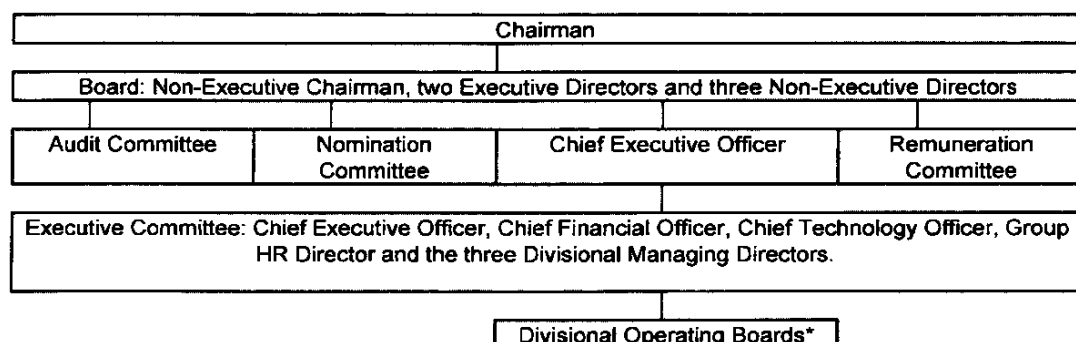 Chairman
Board: Non-Executive Chairman, two Executive Directors and three Non-Executive Directors
Audit Committee
Nomination
Committee
Chief Executive Officer
Remuneration
Committee
Executive Committee: Chief Executive Officer, Chief Financial Officer, Chief Technology Officer, Group
HR Director and the three Divisional Managing Directors.
Divisional Operating Boards*